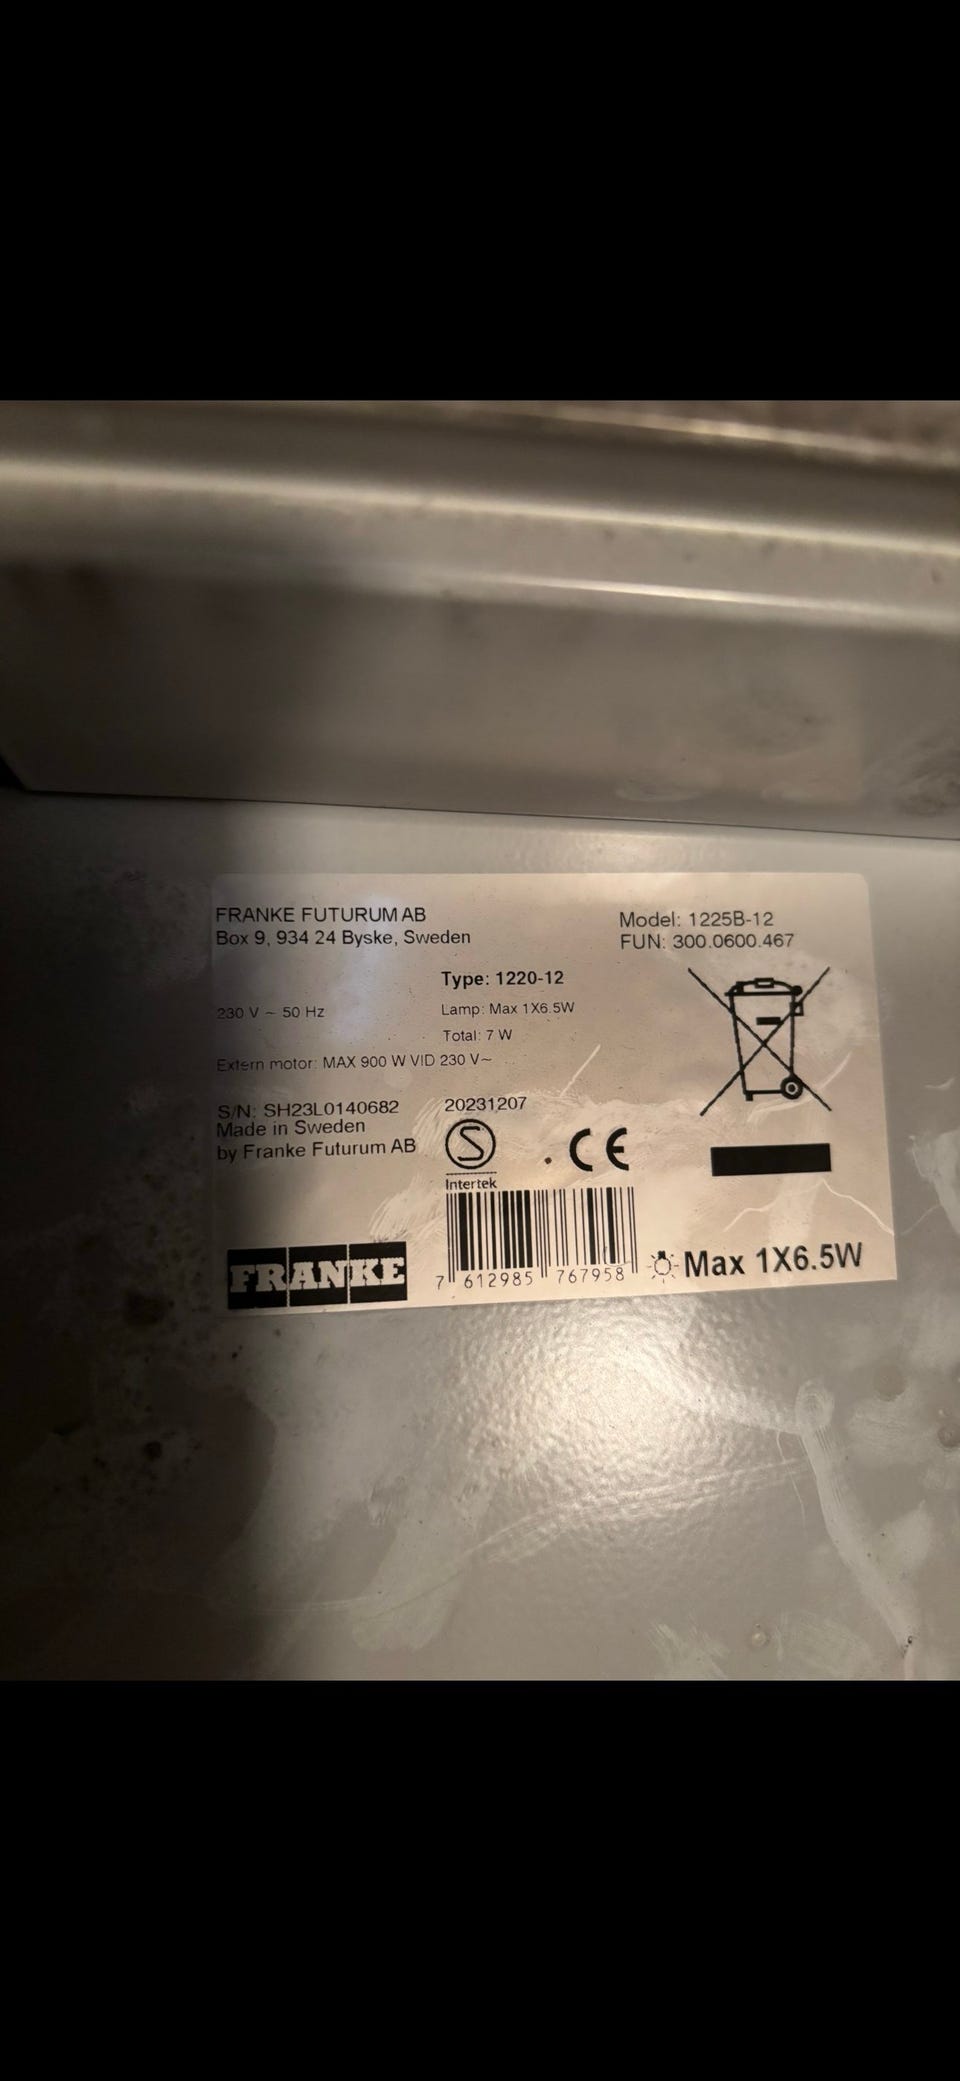 FRANKE FUTURUM AB
Box 9, 934 24 Byske, Sweden
Model: 1225B-12
FUN: 300.0600.467
Type: 1220-12
230 V ~ 50 Hz
Lamp: Max 1X6.5W
Total: 7 W
Extern motor: MAX 900 W VID 230 V~
S/N: SH23L0140682
20231207
Made in Sweden
by Franke Futurum AB
S
CE
Intertek
FRANKE
7 612985 767958
Max 1X6.5W